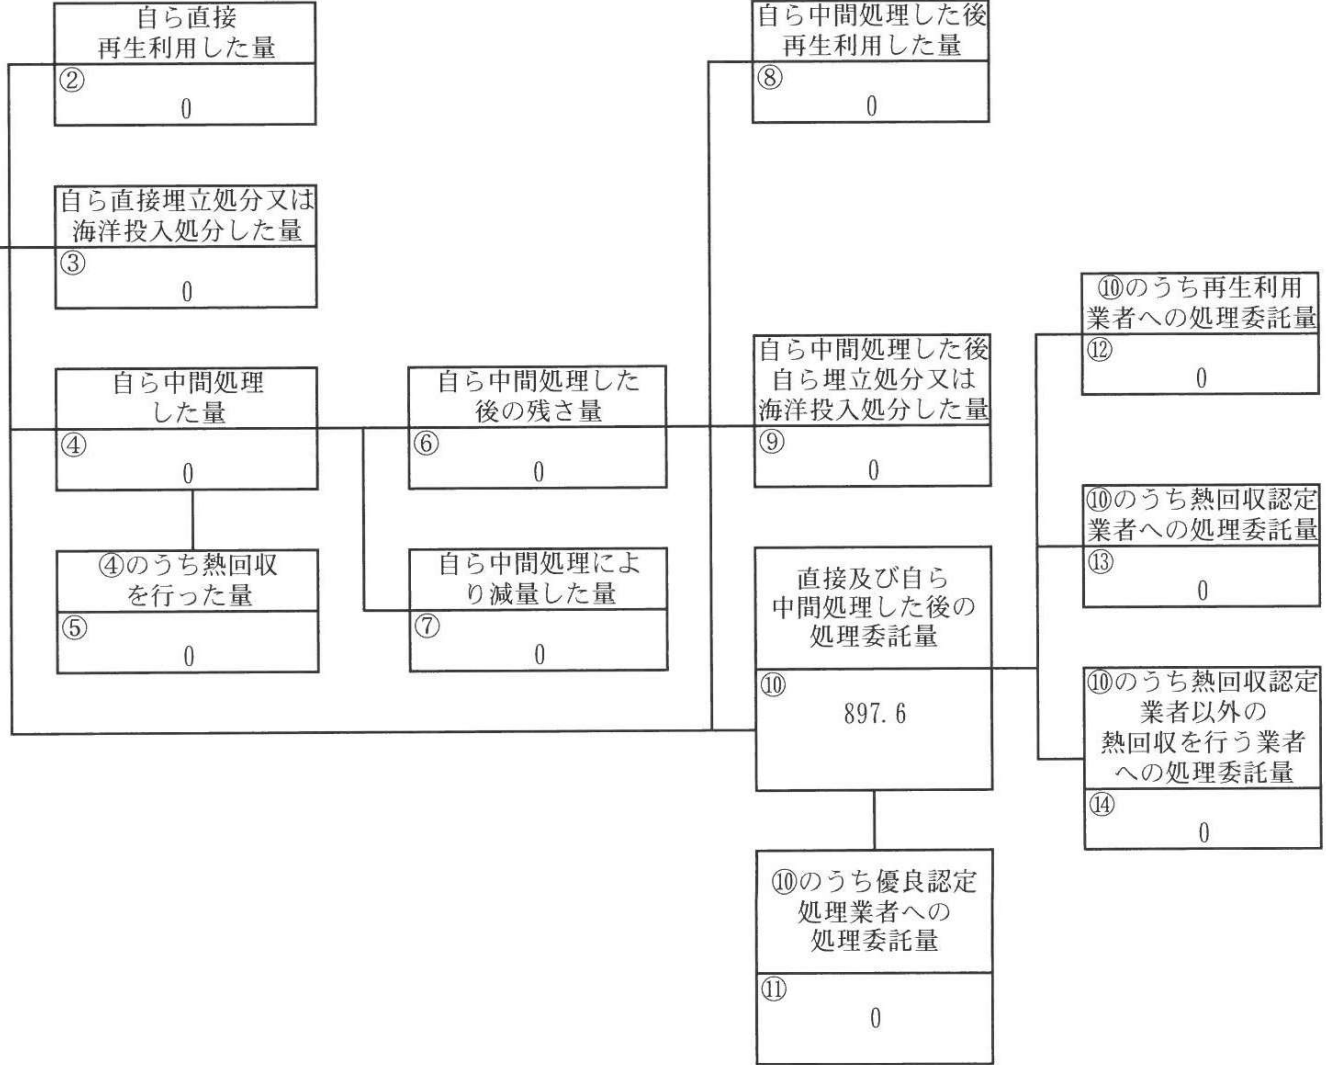 自ら直接
再生利用した量
②
0
自ら直接埋立処分又は
海洋投入処分した量
③
0
自ら中間処理
した量
④
0
④のうち熱回収
を行った量
⑤
0
自ら中間処理した
後の残さ量
⑥
0
自ら中間処理によ
り減量した量
⑦
0
自ら中間処理した後
再生利用した量
⑧
0
自ら中間処理した後
自ら埋立処分又は
海洋投入処分した量
⑨
0
直接及び自ら
中間処理した後の
処理委託量
⑩
897.6
⑩のうち優良認定
処理業者への
処理委託量
⑪
0
⑩のうち再生利用
業者への処理委託量
⑫
0
⑩のうち熱回収認定
業者への処理委託量
⑬
0
⑩のうち熱回収認定
業者以外の
熱回収を行う業者
への処理委託量
⑭
0